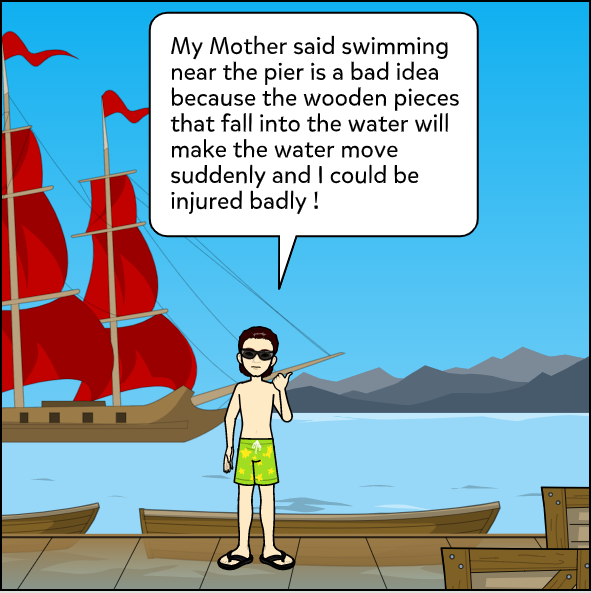 My Mother said swimming
near the pier is a bad idea
because the wooden pieces
that fall into the water will
make the water move
suddenly and I could be
injured badly !